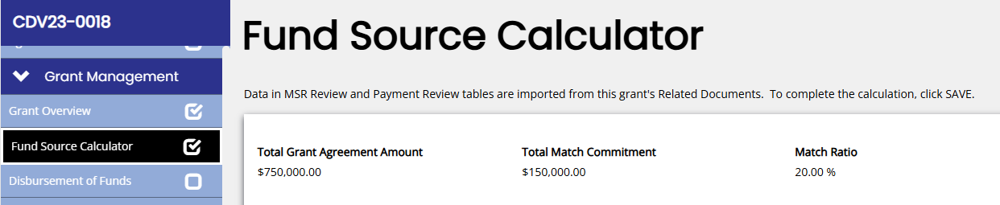 CDV23-0018
Fund Source Calculator
Grant Management
Data in MSR Review and Payment Review tables are imported from this grant's Related Documents.  To complete the calculation, click SAVE.
Grant Overview
Fund Source Calculator
Disbursement of Funds
Total Grant Agreement Amount
Total Match Commitment
Match Ratio
$750,000.00
$150,000.00
20.00 %